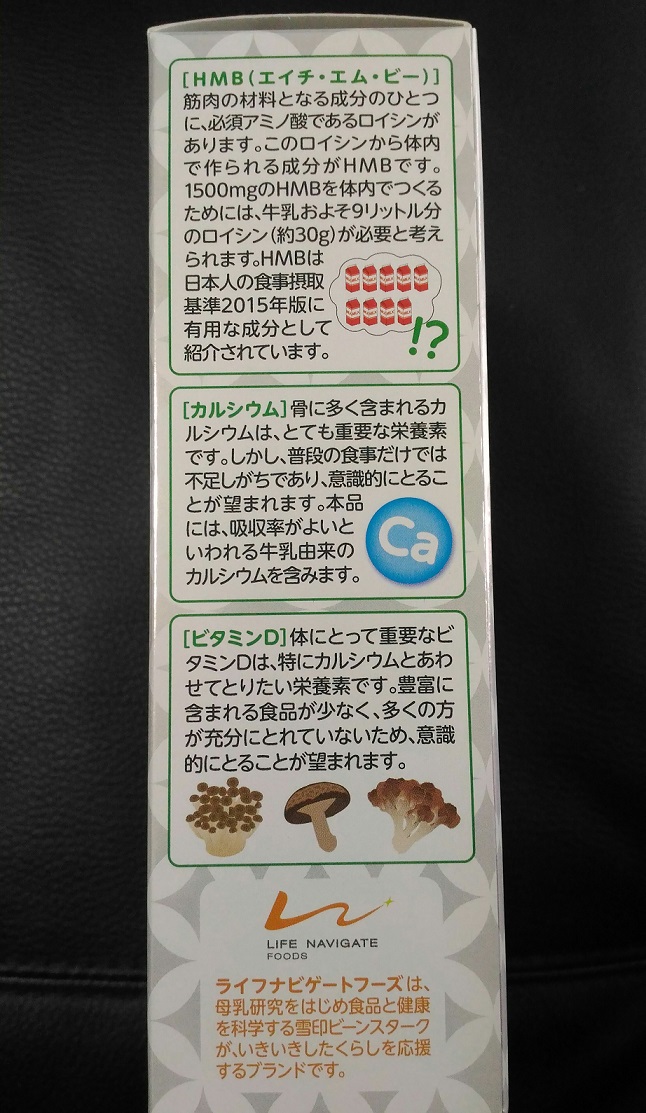 [HMB(エイチ・エム・ビー)]
筋肉の材料となる成分のひとつ
に、必須アミノ酸であるロイシンが
あります。このロイシンから体内
で作られる成分がHMBです。
1500mgのHMBを体内でつくる
ためには、牛乳およそ9リットル分
のロイシン(約30g)が必要と考え
られます。HMBは
日本人の食事摂取
基準2015年版に
有用な成分として
紹介されています。
!?
[カルシウム]骨に多く含まれるカ
ルシウムは、とても重要な栄養素
です。しかし、普段の食事だけでは
不足しがちであり、意識的にとるこ
とが望まれます。本品
には、吸収率がよいと
いわれる牛乳由来の
カルシウムを含みます。
Ca
[ビタミンD]体にとって重要なビ
タミンDは、特にカルシウムとあわ
せてとりたい栄養素です。豊富に
含まれる食品が少なく、多くの方
が充分にとれていないため、意識
的にとることが望まれます。
LIFE NAVIGATE
FOODS
ライフナビゲートフーズは、
母乳研究をはじめ食品と健康
を科学する雪印ビーンスターク
が、いきいきしたくらしを応援
するブランドです。